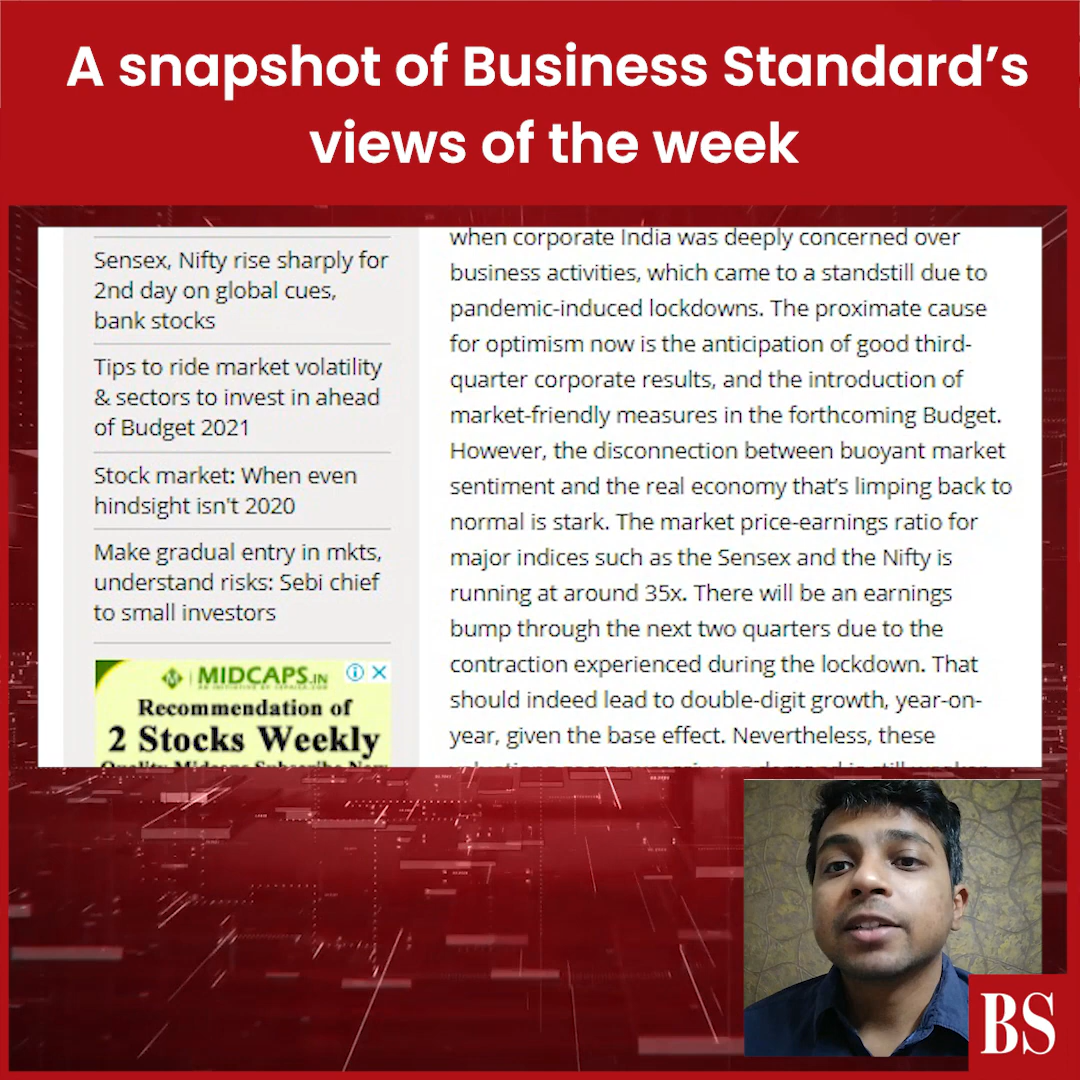 A snapshot of Business Standard’s
views of the week
Sensex, Nifty rise sharply for
2nd day on global cues,
bank stocks
Tips to ride market volatility
& sectors to invest in ahead
of Budget 2021
Stock market: When even
hindsight isn't 2020
Make gradual entry in mkts,
understand risks: Sebi chief
to small investors
MIDCAPS.IN
Recommendation of
2 Stocks Weekly
Quality Midcaps Subscribe Now
when corporate India was deeply concerned over
business activities, which came to a standstill due to
pandemic-induced lockdowns. The proximate cause
for optimism now is the anticipation of good third-
quarter corporate results, and the introduction of
market-friendly measures in the forthcoming Budget.
However, the disconnection between buoyant market
sentiment and the real economy that’s limping back to
normal is stark. The market price-earnings ratio for
major indices such as the Sensex and the Nifty is
running at around 35x. There will be an earnings
bump through the next two quarters due to the
contraction experienced during the lockdown. That
should indeed lead to double-digit growth, year-on-
year, given the base effect. Nevertheless, these
BS